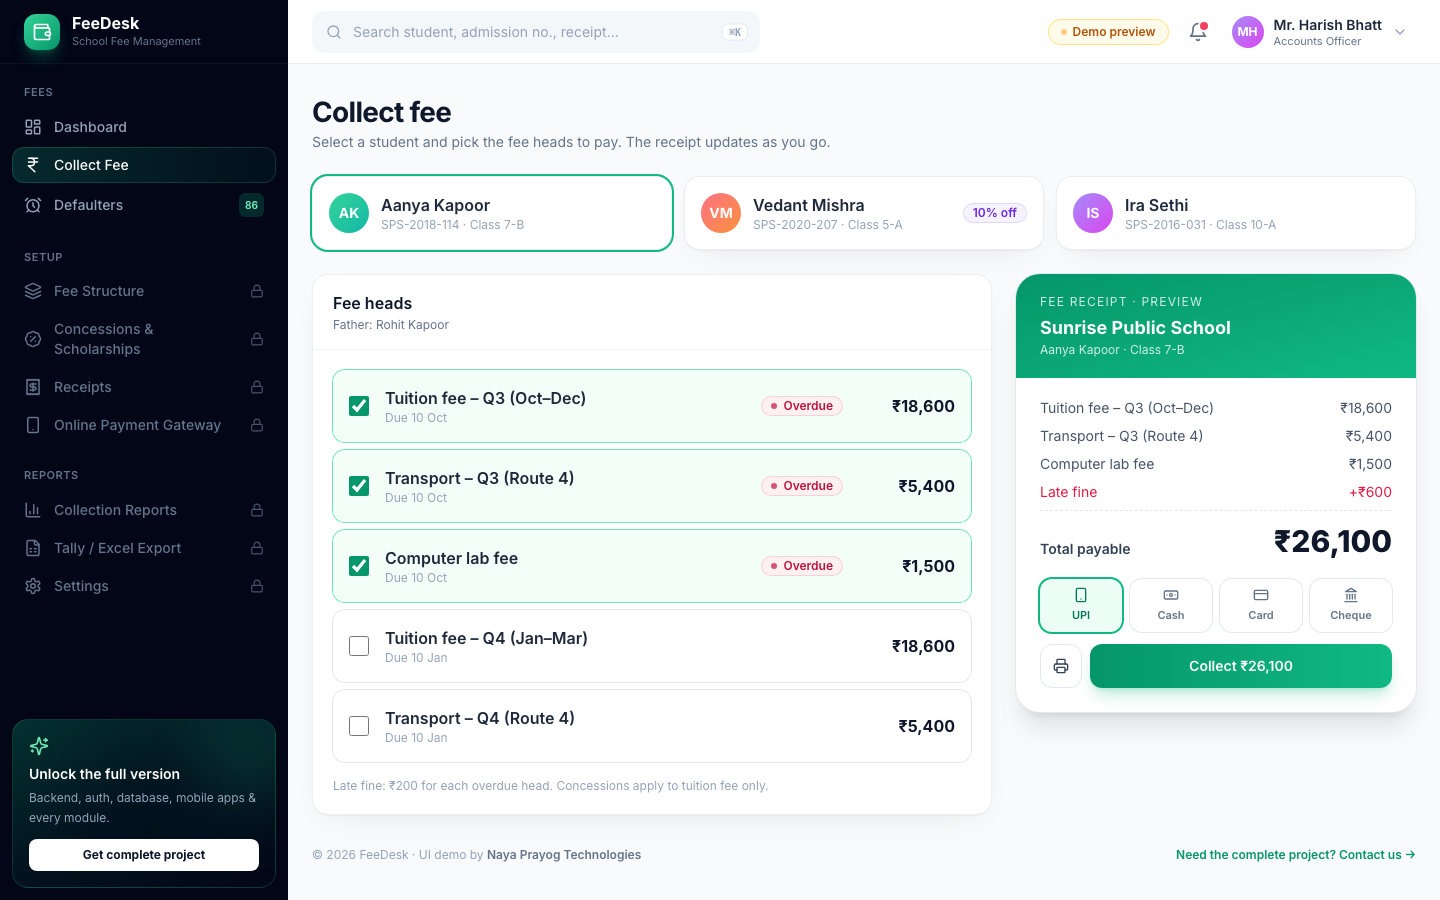 FeeDesk
School Fee Management
FEES
Dashboard
Collect Fee
Defaulters 86
SETUP
Fee Structure
Concessions &
Scholarships
Receipts
Online Payment Gateway
REPORTS
Collection Reports
Tally / Excel Export
Settings
Unlock the full version
Backend, auth, database, mobile apps &
every module.
Get complete project
Search student, admission no., receipt... ⌘K
Demo preview
MH
Mr. Harish Bhatt
Accounts Officer
Collect fee
Select a student and pick the fee heads to pay. The receipt updates as you go.
AK
Aanya Kapoor
SPS-2018-114 · Class 7-B
VM
Vedant Mishra
SPS-2020-207 · Class 5-A
10% off
IS
Ira Sethi
SPS-2016-031 · Class 10-A
Fee heads
Father: Rohit Kapoor
Tuition fee – Q3 (Oct–Dec)
Due 10 Oct
Overdue
₹18,600
Transport – Q3 (Route 4)
Due 10 Oct
Overdue
₹5,400
Computer lab fee
Due 10 Oct
Overdue
₹1,500
Tuition fee – Q4 (Jan–Mar)
Due 10 Jan
₹18,600
Transport – Q4 (Route 4)
Due 10 Jan
₹5,400
Late fine: ₹200 for each overdue head. Concessions apply to tuition fee only.
FEE RECEIPT · PREVIEW
Sunrise Public School
Aanya Kapoor · Class 7-B
Tuition fee – Q3 (Oct–Dec) ₹18,600
Transport – Q3 (Route 4) ₹5,400
Computer lab fee ₹1,500
Late fine +₹600
Total payable ₹26,100
UPI
Cash
Card
Cheque
Collect ₹26,100
© 2026 FeeDesk · UI demo by Naya Prayog Technologies
Need the complete project? Contact us →